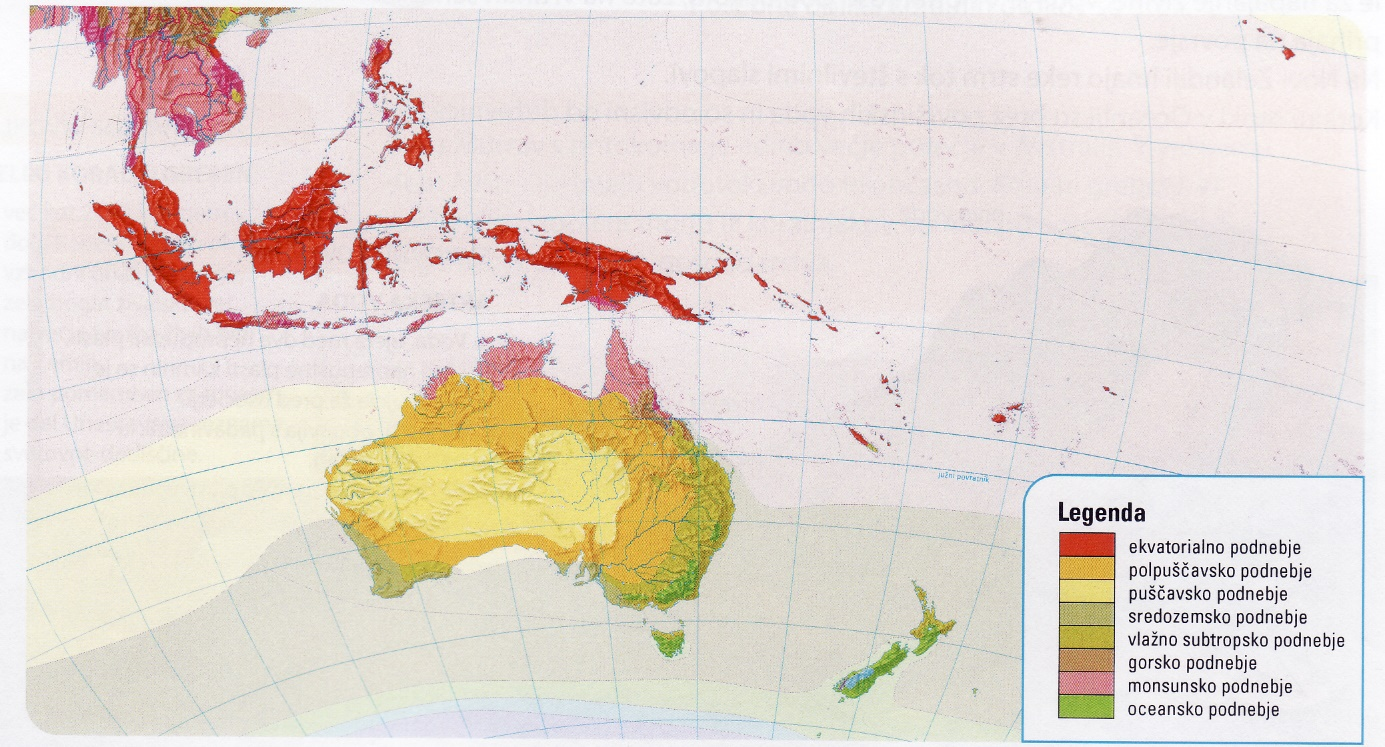 južni povratnik
Legenda
ekvatorialno podnebje
polpuščavsko podnebje
puščavsko podnebje
sredozemsko podnebje
vlažno subtropsko podnebje
gorsko podnebje
monsunsko podnebje
oceansko podnebje